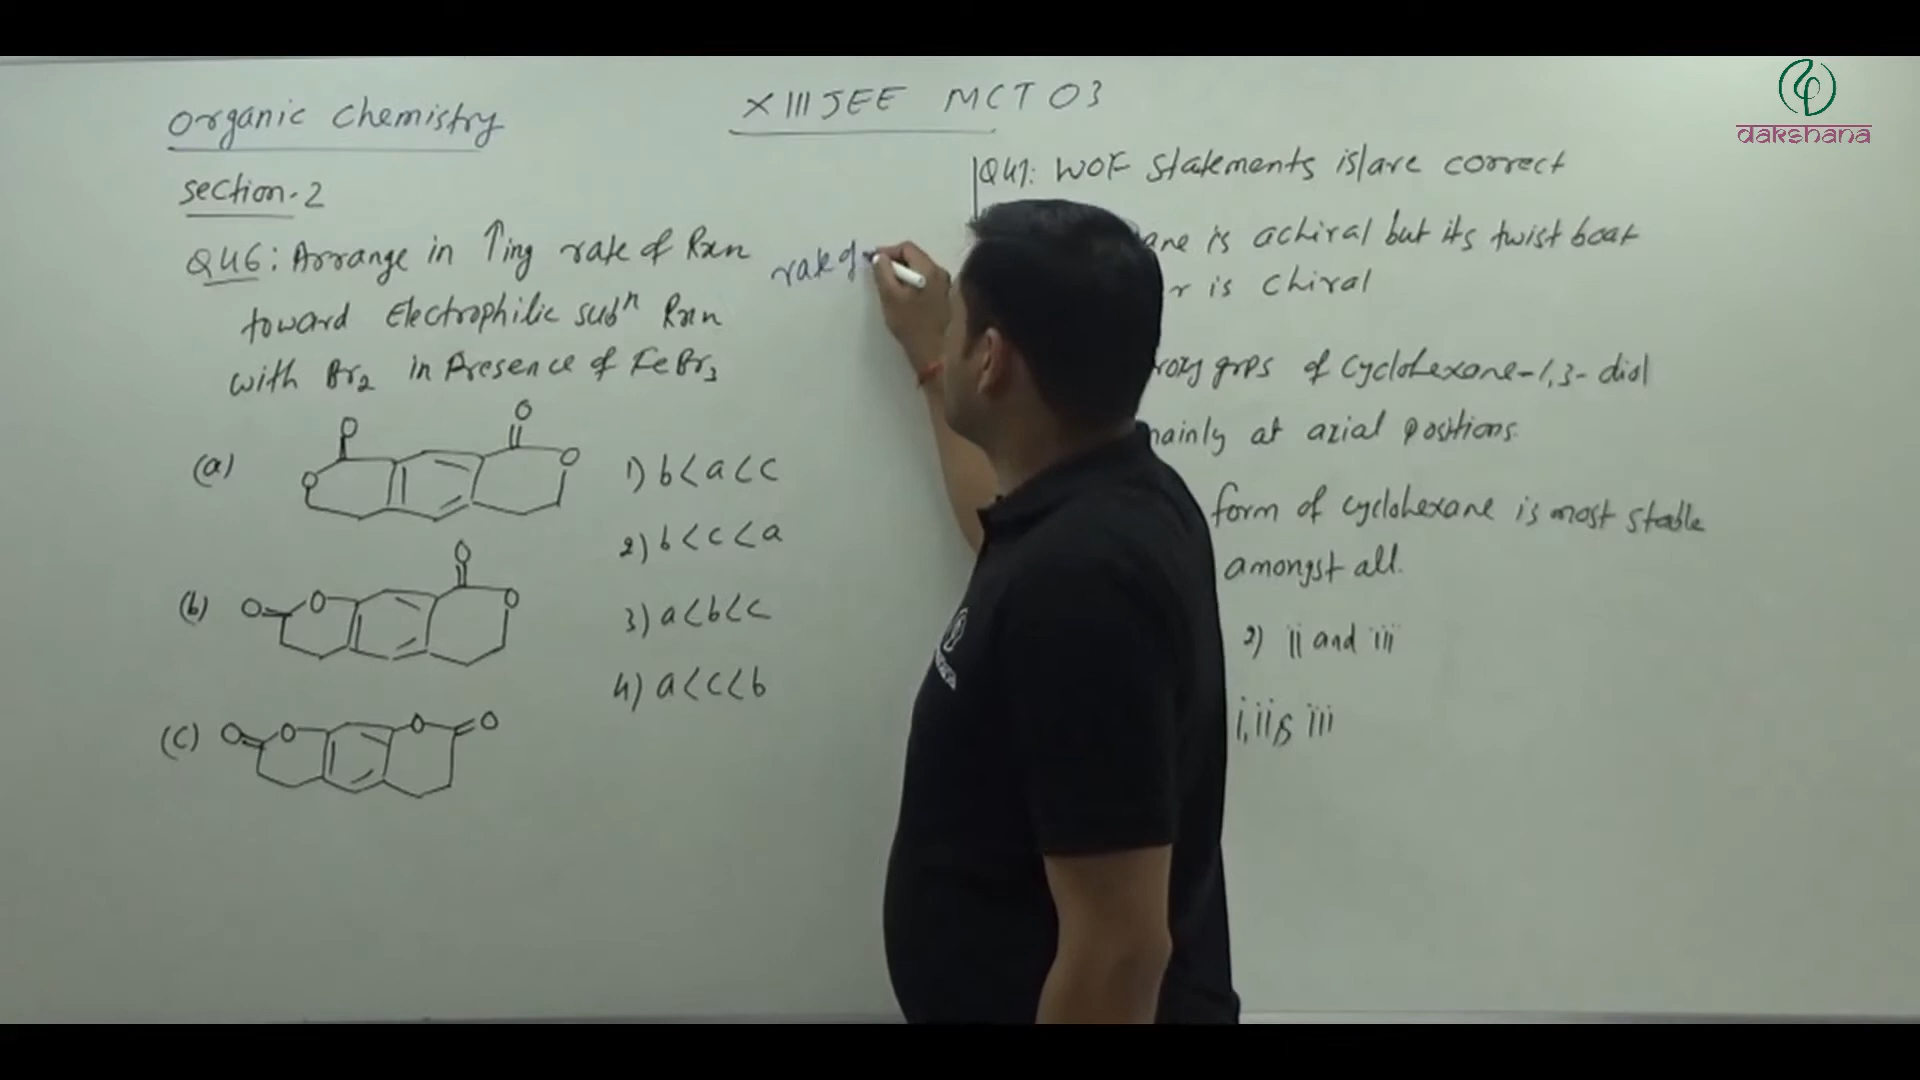 Organic Chemistry
XIII JEE MCT 03
dakshana
Section-2
Q46: Arrange in ↑ing rate of Rxn
toward Electrophilic subⁿ Rxn
with Br₂ in Presence of FeBr₃
rate of
(a)
O
O
O
O
1) b<a<c
2) b<c<a
(b)
O
O
O
O
3) a<b<c
4) a<c<b
(c)
O
O
O
O
Q47: WOF Statements is/are correct
ane is achiral but its twist boat
r is chiral
roxy grps of Cyclohexane-1,3-diol
mainly at axial positions.
form of cyclohexane is most stable
amongst all.
2) ii and iii
i, ii & iii